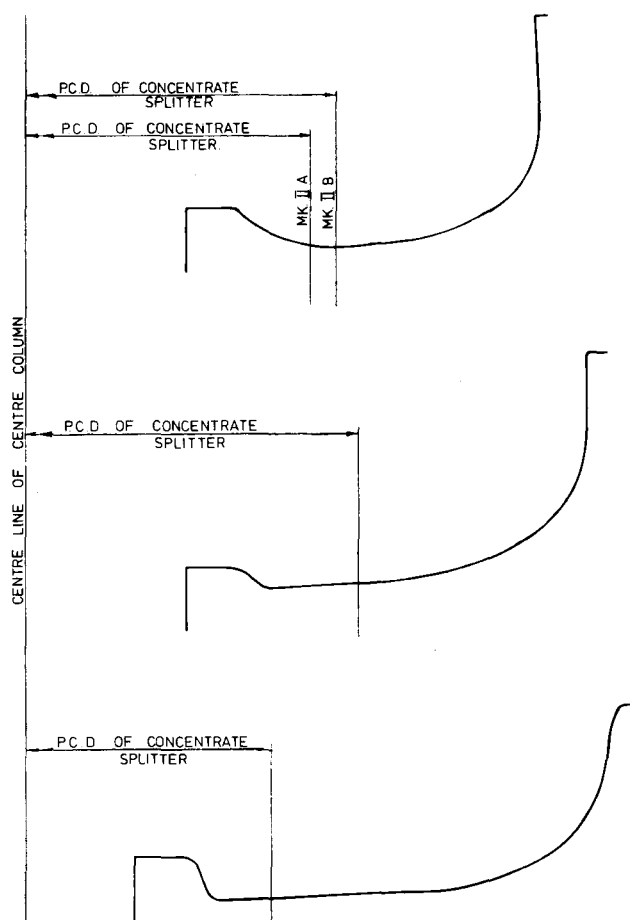 P.C.D. OF CONCENTRATE
SPLITTER
P.C.D OF CONCENTRATE
SPLITTER.
MK II A
MK II B
CENTRE LINE OF CENTRE COLUMN
P.C.D OF CONCENTRATE
SPLITTER
P.C.D OF CONCENTRATE
SPLITTER